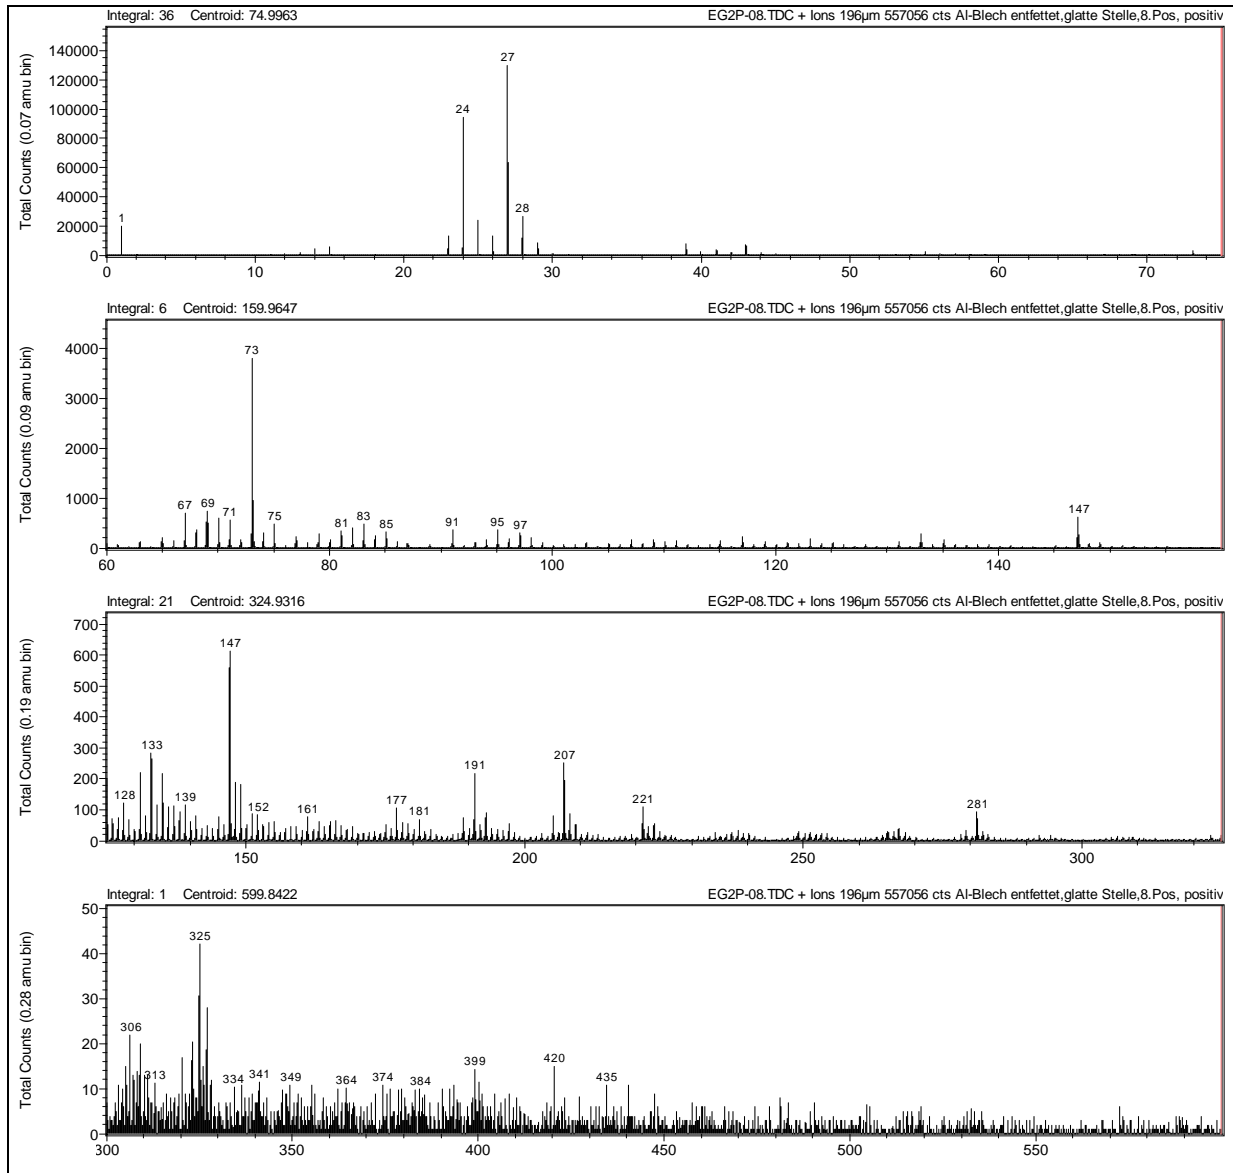 Integral: 36 Centroid: 74.9963 EG2P-08.TDC + Ions 196µm 557056 cts Al-Blech entfettet,glatte Stelle,8.Pos, positiv
Total Counts (0.07 amu bin)
140000
120000
100000
80000
60000
40000
20000
0
1 24 27 28
0 10 20 30 40 50 60 70
Integral: 6 Centroid: 159.9647 EG2P-08.TDC + Ions 196µm 557056 cts Al-Blech entfettet,glatte Stelle,8.Pos, positiv
Total Counts (0.09 amu bin)
4000
3000
2000
1000
0
67 69 71 73 75 81 83 85 91 95 97 147
60 80 100 120 140
Integral: 21 Centroid: 324.9316 EG2P-08.TDC + Ions 196µm 557056 cts Al-Blech entfettet,glatte Stelle,8.Pos, positiv
Total Counts (0.19 amu bin)
700
600
500
400
300
200
100
0
128 133 139 147 152 161 177 181 191 207 221 281
150 200 250 300
Integral: 1 Centroid: 599.8422 EG2P-08.TDC + Ions 196µm 557056 cts Al-Blech entfettet,glatte Stelle,8.Pos, positiv
Total Counts (0.28 amu bin)
50
40
30
20
10
0
306 313 325 334 341 349 364 374 384 399 420 435
300 350 400 450 500 550